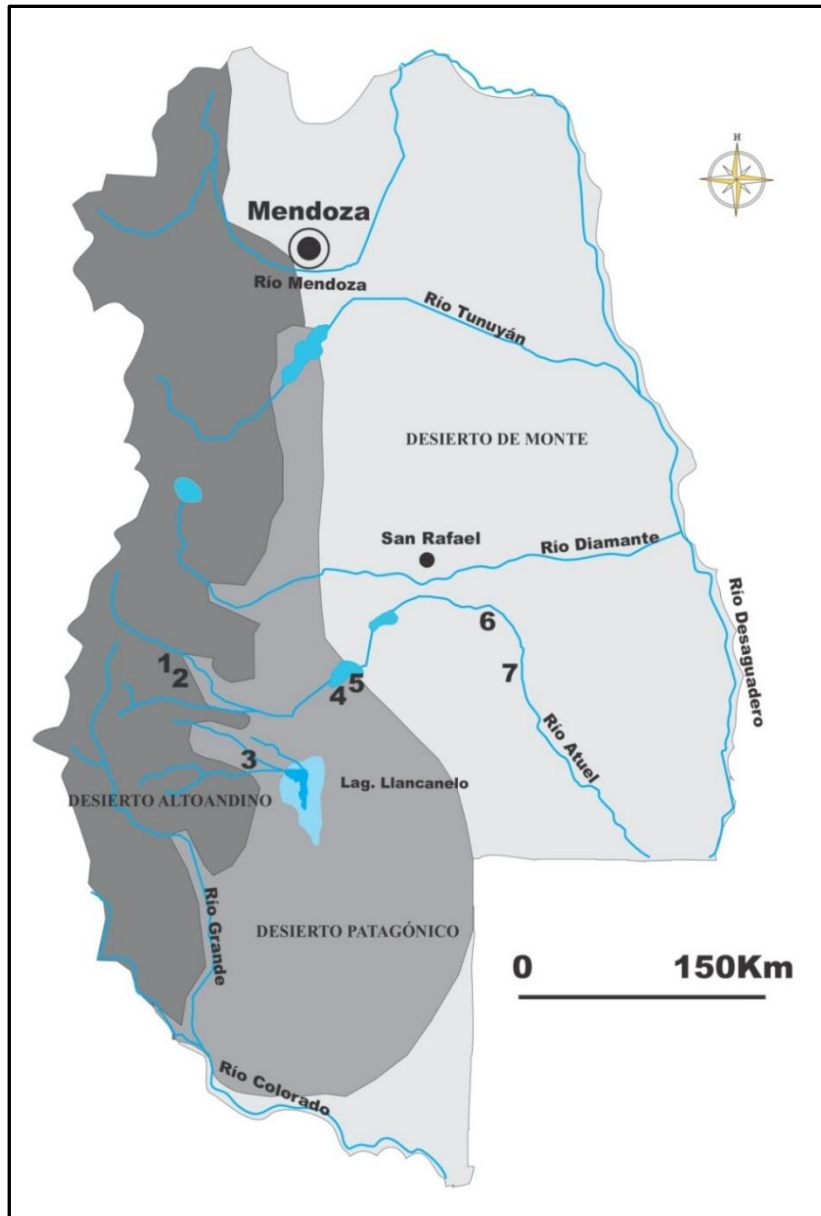 H
Mendoza
Río Mendoza
Río Tunuyán
DESIERTO DE MONTE
San Rafael
Río Diamante
Río Desaguadero
6
1
2
7
5
4
Río Atuel
3
Lag. Llancanelo
DESIERTO ALTOANDINO
Río Grande
DESIERTO PATAGÓNICO
0 150Km
Río Colorado